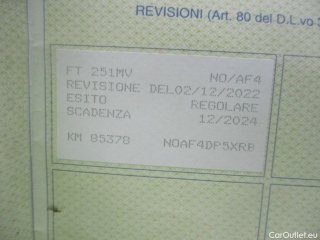 REVISIONI (Art. 80 del D.L.vo
FT 251MV NO/AF4
REVISIONE DEL02/12/2022
ESITO REGOLARE
SCADENZA 12/2024
KM 85378 NOAF4DP5XRB
CarOutlet.eu